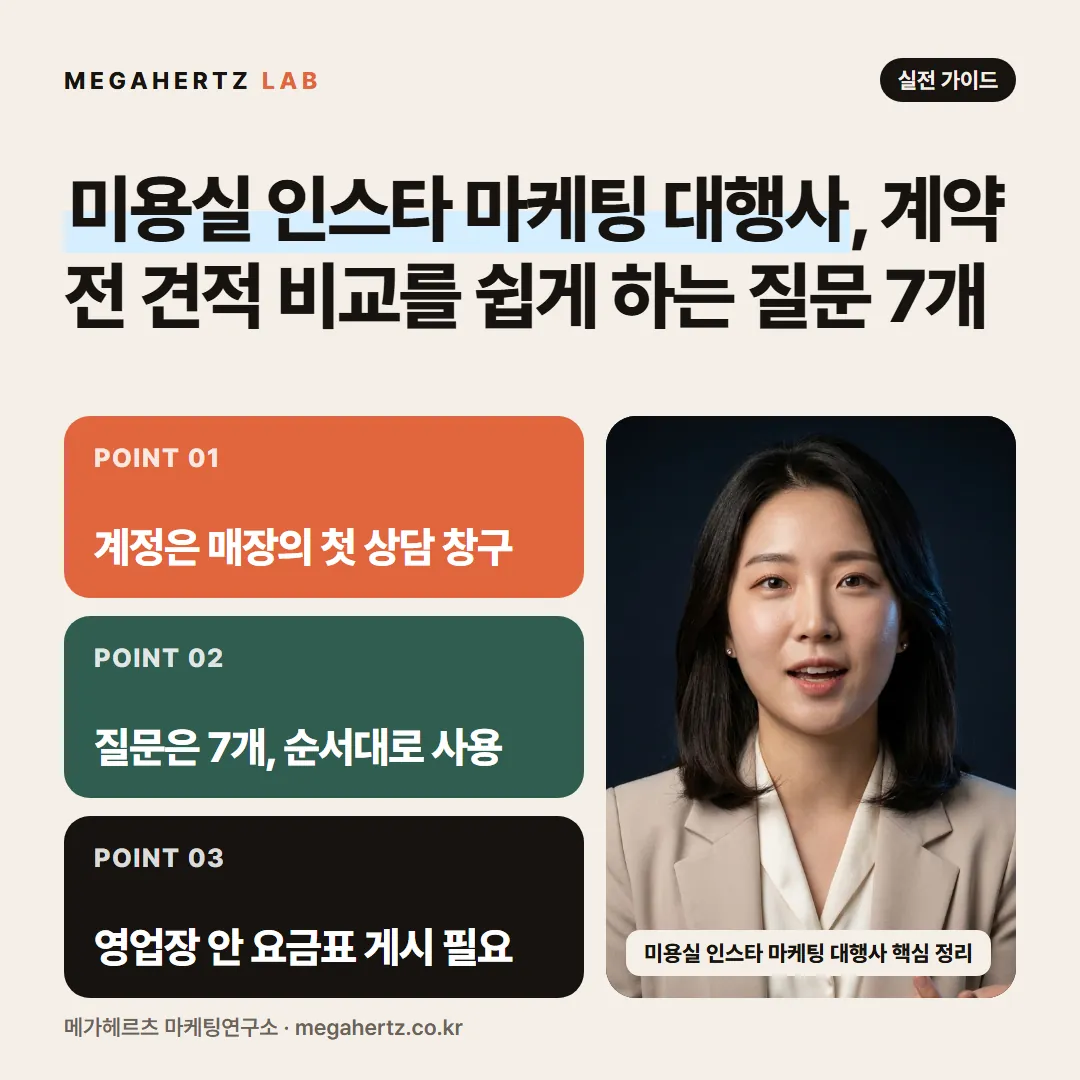 MEGAHERTZ LAB
실전 가이드
미용실 인스타 마케팅 대행사, 계약
전 견적 비교를 쉽게 하는 질문 7개
POINT 01
계정은 매장의 첫 상담 창구
POINT 02
질문은 7개, 순서대로 사용
POINT 03
영업장 안 요금표 게시 필요
미용실 인스타 마케팅 대행사 핵심 정리
메가헤르츠 마케팅연구소 · megahertz.co.kr